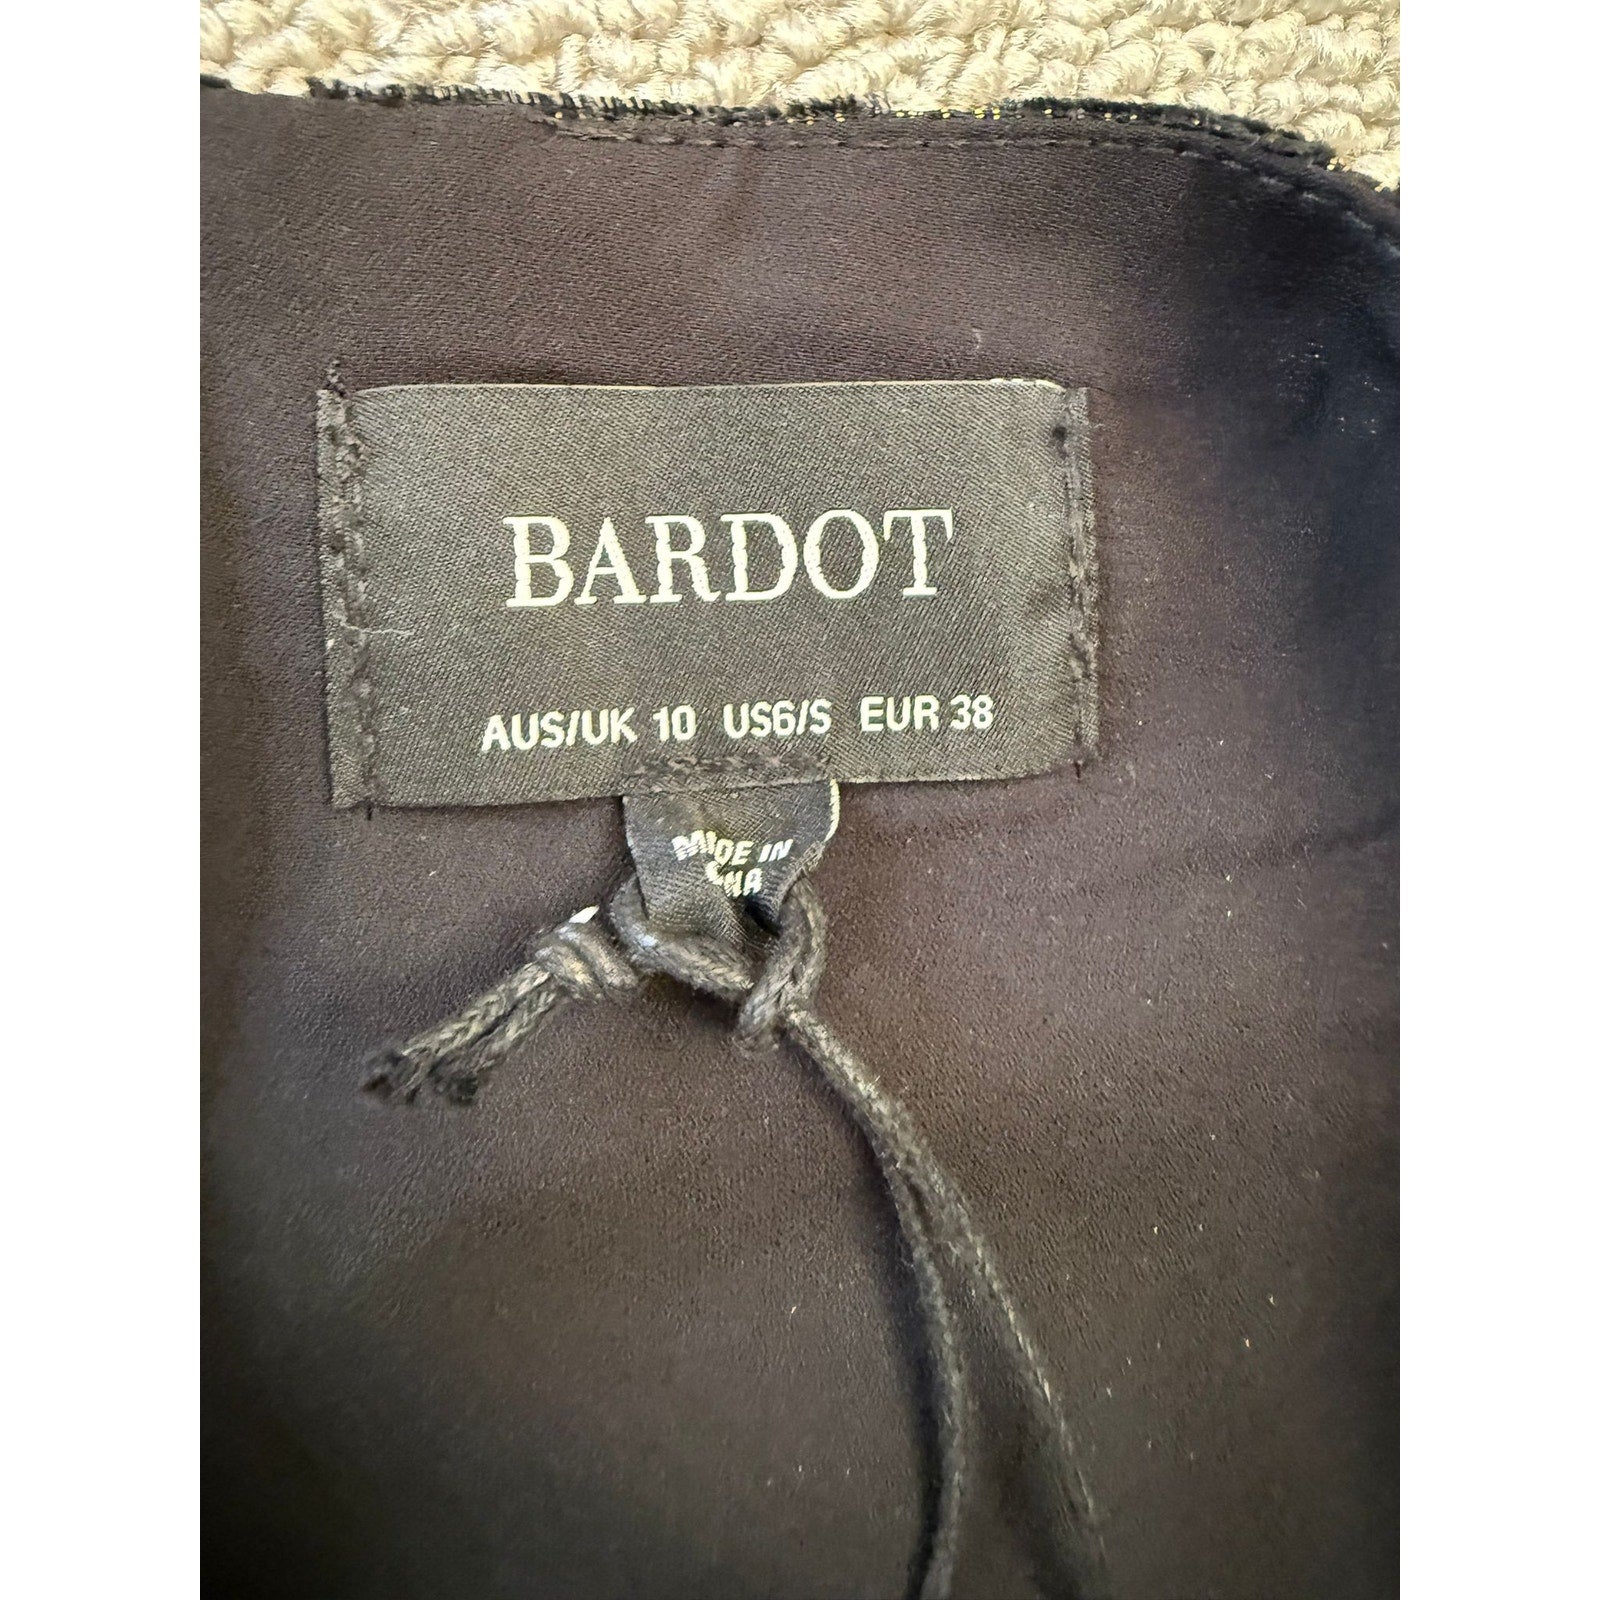 BARDOT
AUS/UK 10 US6/S EUR 38
MADE IN